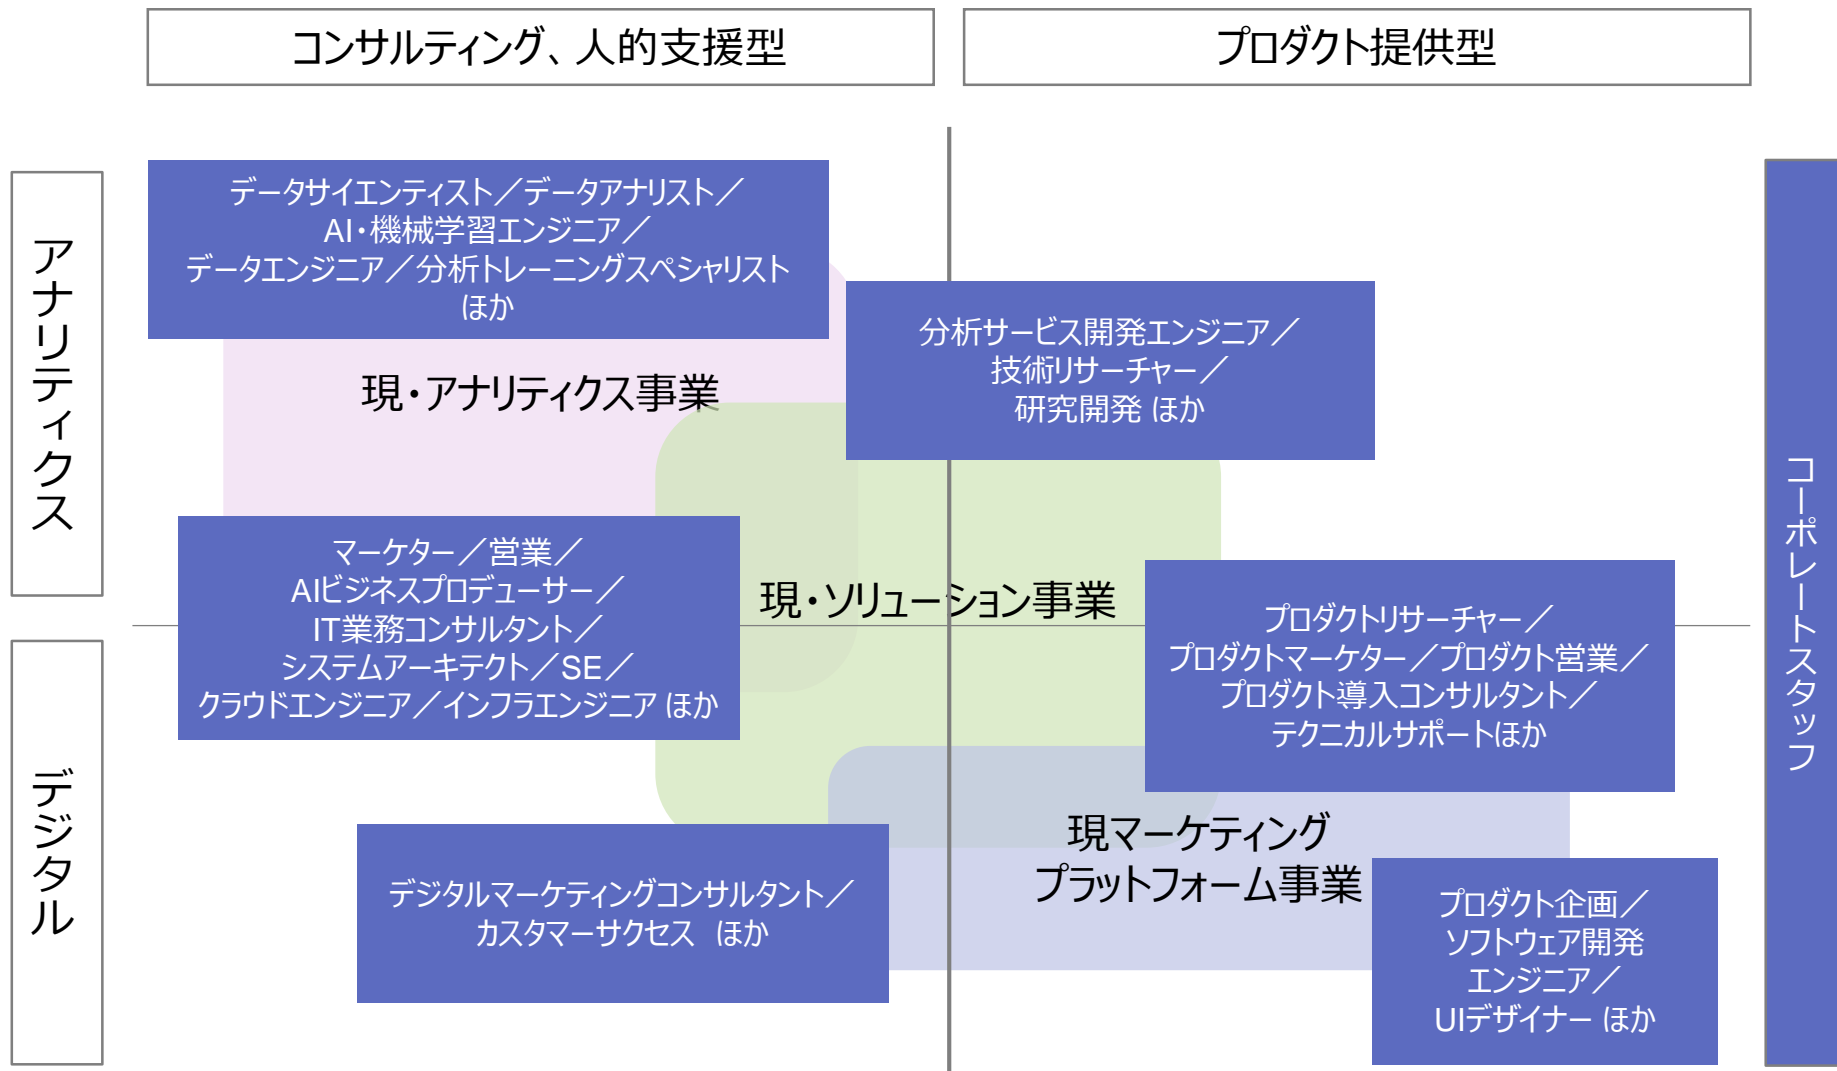 コンサルティング、人的支援型
プロダクト提供型
アナリティクス
データサイエンティスト／データアナリスト／
AI・機械学習エンジニア／
データエンジニア／分析トレーニングスペシャリスト
ほか
分析サービス開発エンジニア／
技術リサーチャー／
研究開発 ほか
現・アナリティクス事業
マーケター／営業／
AIビジネスプロデューサー／
IT業務コンサルタント／
システムアーキテクト／SE／
クラウドエンジニア／インフラエンジニア ほか
現・ソリューション事業
プロダクトリサーチャー／
プロダクトマーケター／プロダクト営業／
プロダクト導入コンサルタント／
テクニカルサポートほか
デジタル
デジタルマーケティングコンサルタント／
カスタマーサクセス　ほか
現マーケティング
プラットフォーム事業
プロダクト企画／
ソフトウェア開発
エンジニア／
UIデザイナー ほか
コーポレートスタッフ